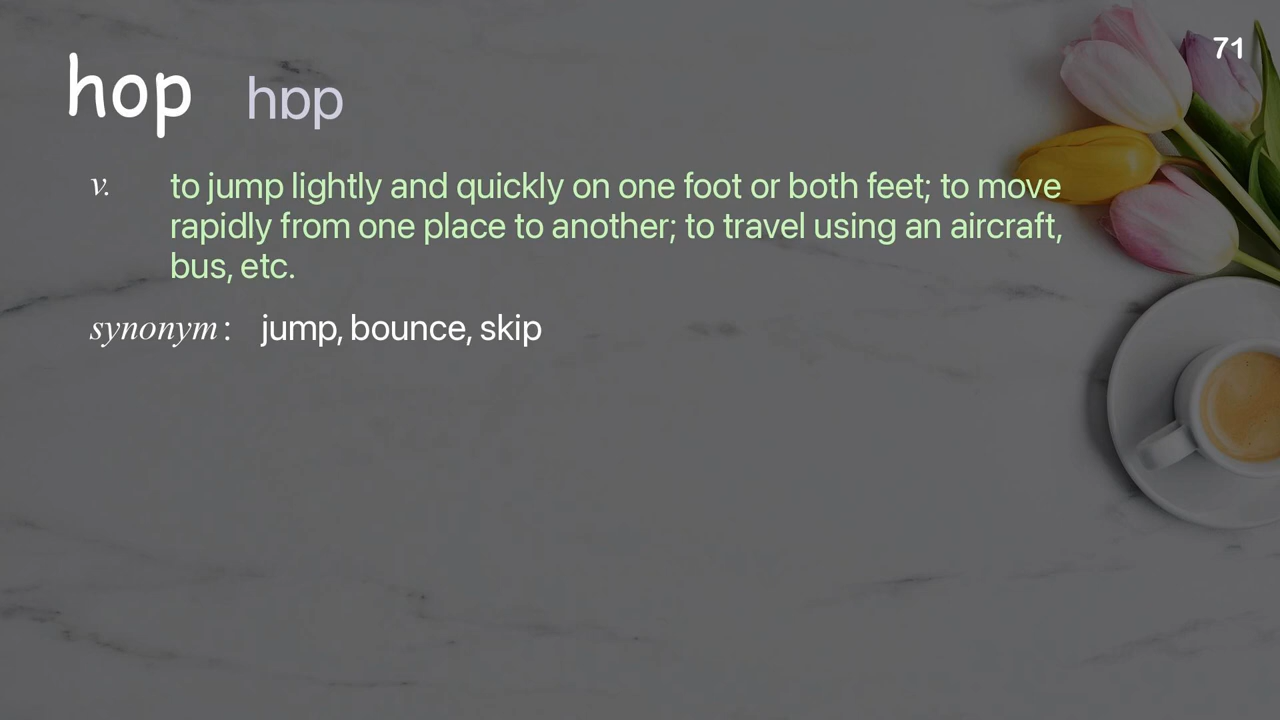 71
hop hɒp
v. to jump lightly and quickly on one foot or both feet; to move
rapidly from one place to another; to travel using an aircraft,
bus, etc.
synonym : jump, bounce, skip